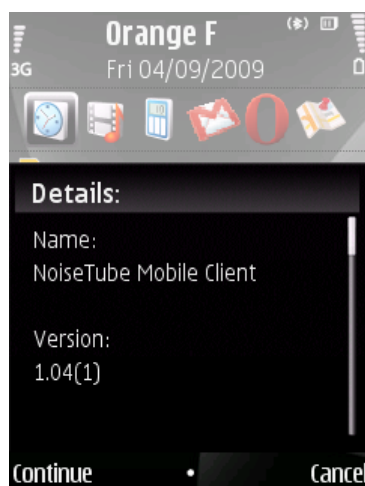 Orange F
3G
Fri 04/09/2009
Details:
Name:
NoiseTube Mobile Client
Version:
1.04(1)
Continue
Cancel